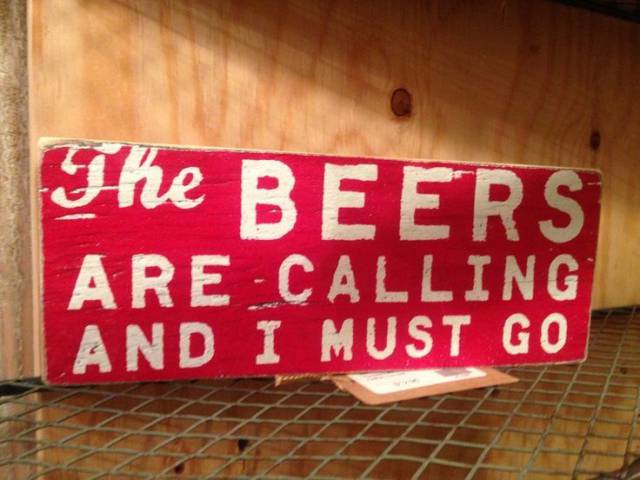 The BEERS
ARE CALLING
AND I MUST GO